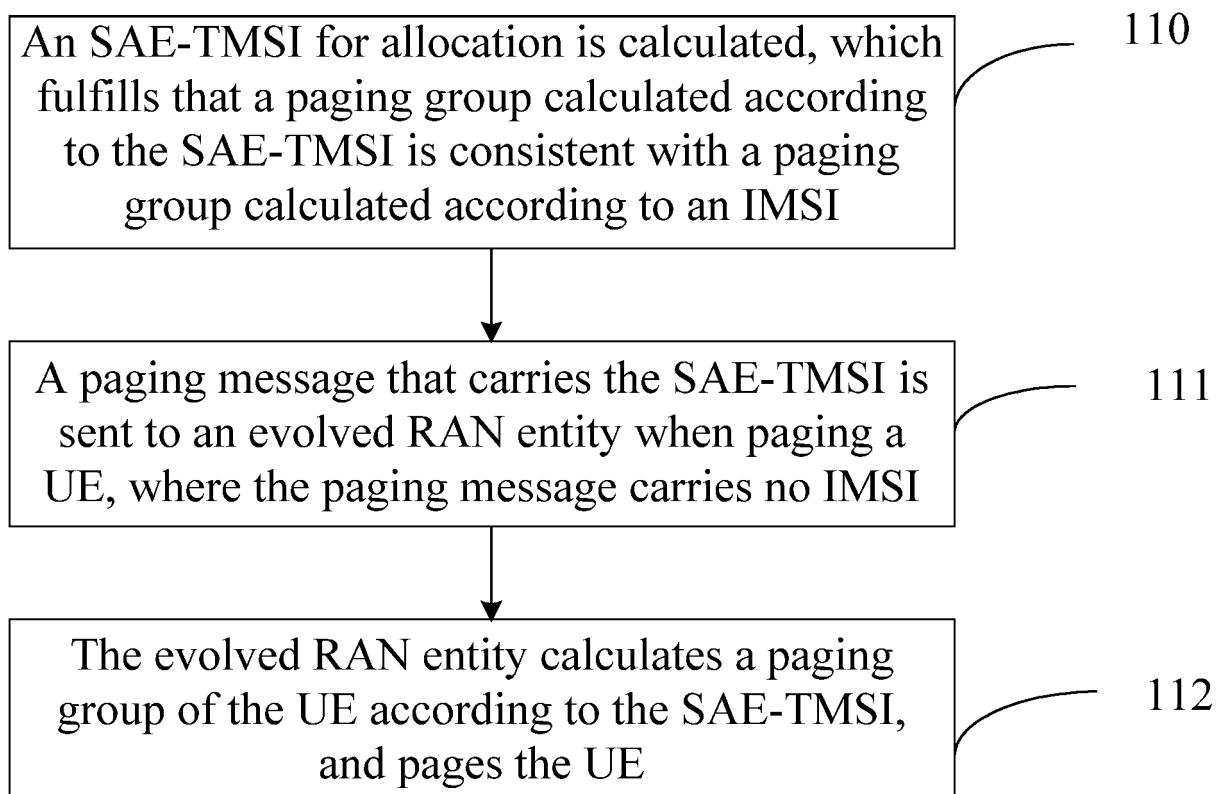 An SAE-TMSI for allocation is calculated, which
fulfills that a paging group calculated according
to the SAE-TMSI is consistent with a paging
group calculated according to an IMSI
110
A paging message that carries the SAE-TMSI is
sent to an evolved RAN entity when paging a
UE, where the paging message carries no IMSI
111
The evolved RAN entity calculates a paging
group of the UE according to the SAE-TMSI,
and pages the UE
112